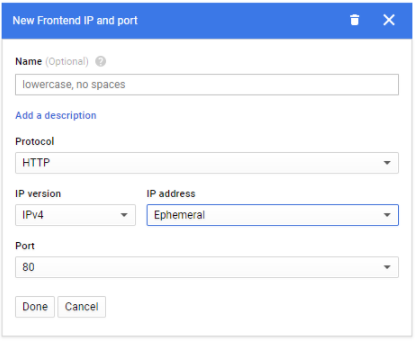 New Frontend IP and port
Name (Optional) ?
lowercase, no spaces
Add a description
Protocol
HTTP
IP version IP address
IPv4 Ephemeral
Port
80
Done Cancel